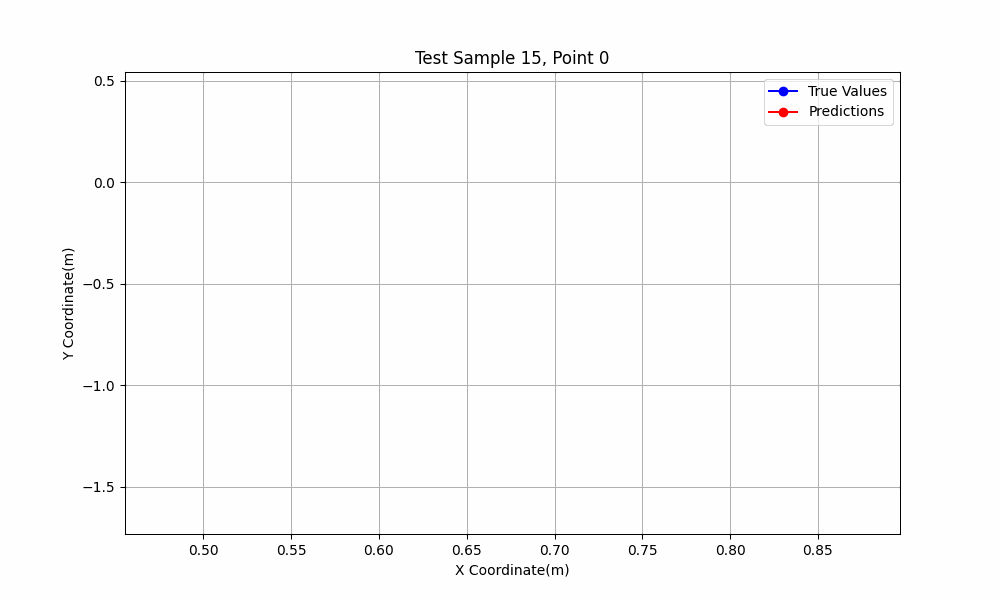 Test Sample 15, Point 0
True Values
Predictions
0.5
0.0
−0.5
−1.0
−1.5
Y Coordinate(m)
0.50 0.55 0.60 0.65 0.70 0.75 0.80 0.85
X Coordinate(m)